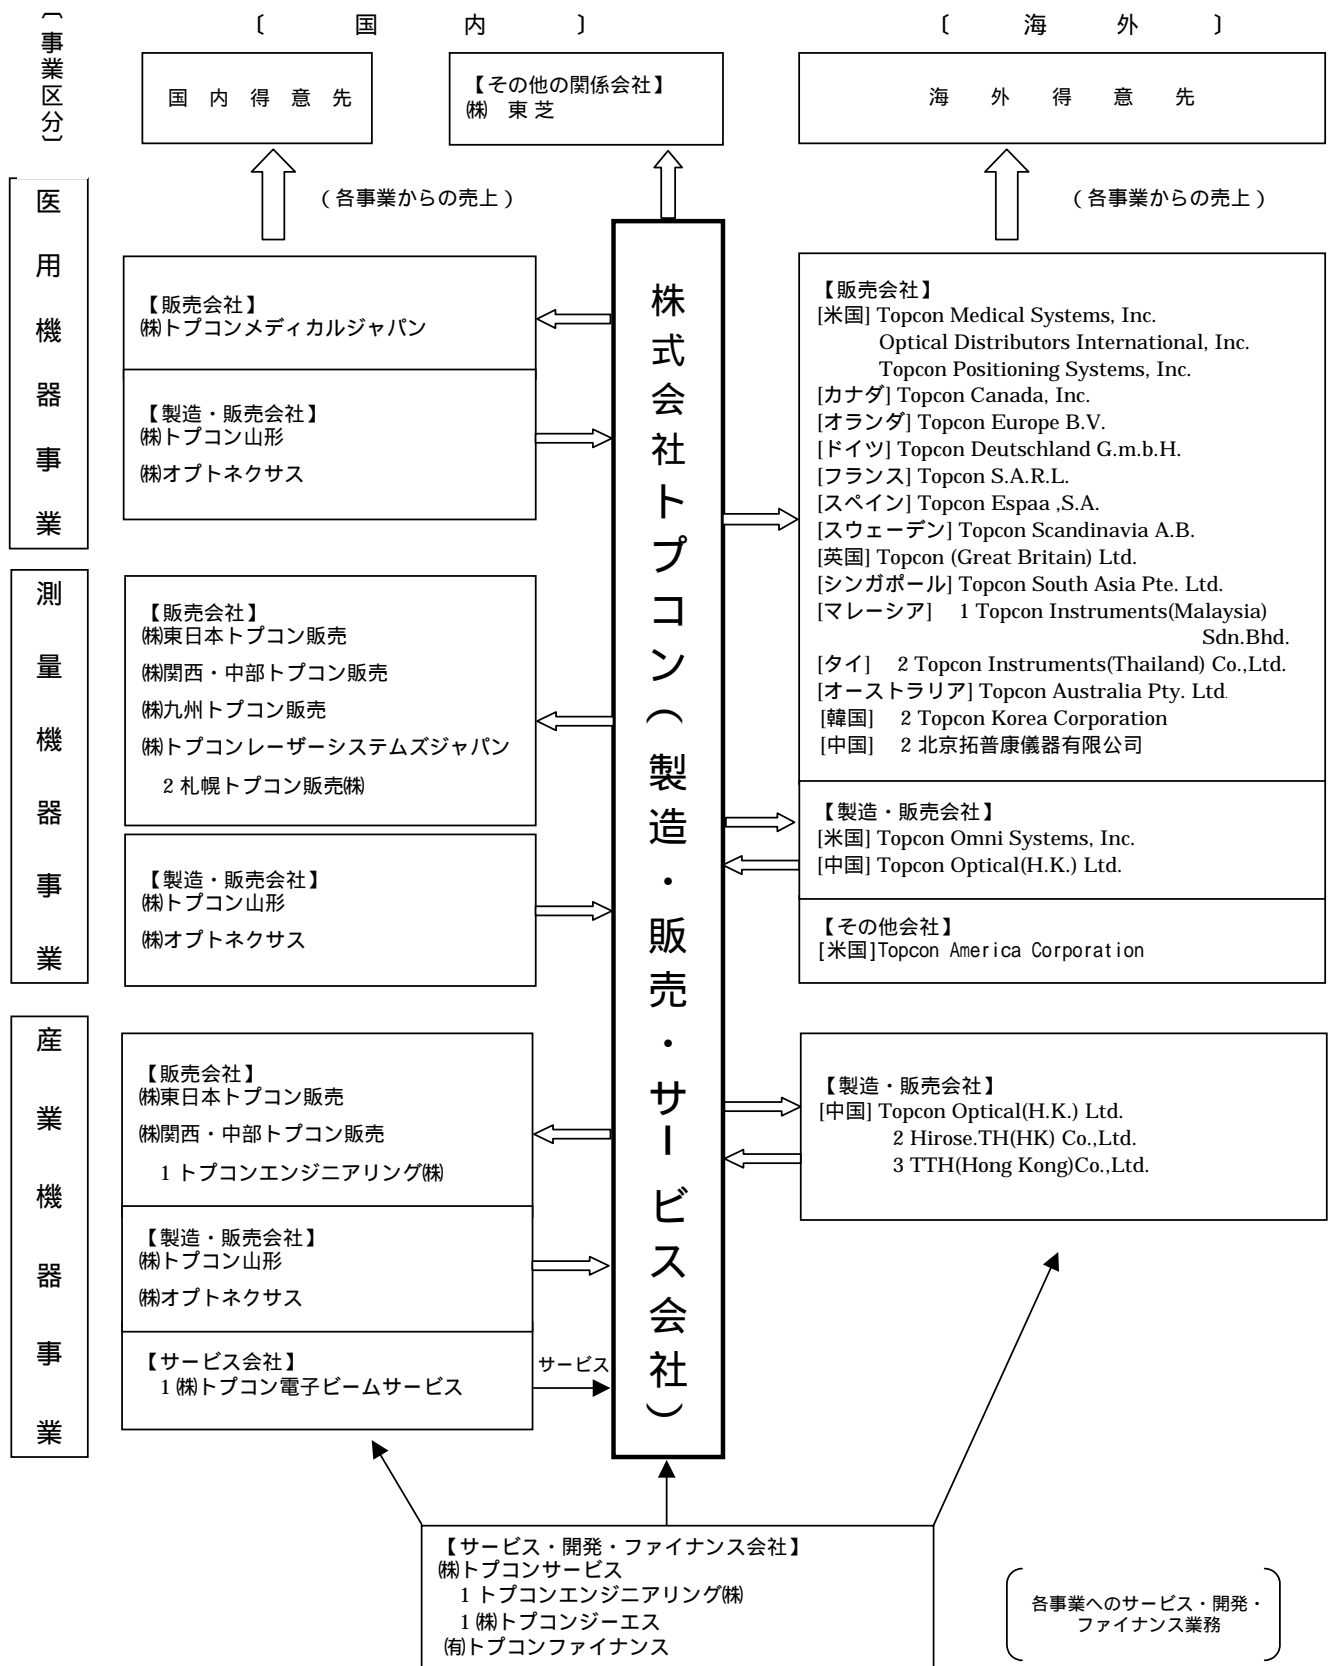 〔事業区分〕
〔 国 内 〕
〔 海 外 〕
国 内 得 意 先
【その他の関係会社】
㈱ 東 芝
海 外 得 意 先
(各事業からの売上)
(各事業からの売上)
医用機器事業
【販売会社】
㈱トプコンメディカルジャパン
【製造・販売会社】
㈱トプコン山形
㈱オプトネクサス
測量機器事業
【販売会社】
㈱東日本トプコン販売
㈱関西・中部トプコン販売
㈱九州トプコン販売
㈱トプコンレーザーシステムズジャパン
2 札幌トプコン販売㈱
【製造・販売会社】
㈱トプコン山形
㈱オプトネクサス
産業機器事業
【販売会社】
㈱東日本トプコン販売
㈱関西・中部トプコン販売
1 トプコンエンジニアリング㈱
【製造・販売会社】
㈱トプコン山形
㈱オプトネクサス
【サービス会社】
1 ㈱トプコン電子ビームサービス
サービス
株式会社トプコン(製造・販売・サービス会社)
【販売会社】
[米国] Topcon Medical Systems, Inc.
Optical Distributors International, Inc.
Topcon Positioning Systems, Inc.
[カナダ] Topcon Canada, Inc.
[オランダ] Topcon Europe B.V.
[ドイツ] Topcon Deutschland G.m.b.H.
[フランス] Topcon S.A.R.L.
[スペイン] Topcon Espaa ,S.A.
[スウェーデン] Topcon Scandinavia A.B.
[英国] Topcon (Great Britain) Ltd.
[シンガポール] Topcon South Asia Pte. Ltd.
[マレーシア] 1 Topcon Instruments(Malaysia)
Sdn.Bhd.
[タイ] 2 Topcon Instruments(Thailand) Co.,Ltd.
[オーストラリア] Topcon Australia Pty. Ltd.
[韓国] 2 Topcon Korea Corporation
[中国] 2 北京拓普康儀器有限公司
【製造・販売会社】
[米国] Topcon Omni Systems, Inc.
[中国] Topcon Optical(H.K.) Ltd.
【その他会社】
[米国]Topcon America Corporation
【製造・販売会社】
[中国] Topcon Optical(H.K.) Ltd.
2 Hirose.TH(HK) Co.,Ltd.
3 TTH(Hong Kong)Co.,Ltd.
【サービス・開発・ファイナンス会社】
㈱トプコンサービス
1 トプコンエンジニアリング㈱
1 ㈱トプコンジーエス
㈲トプコンファイナンス
各事業へのサービス・開発・
ファイナンス業務